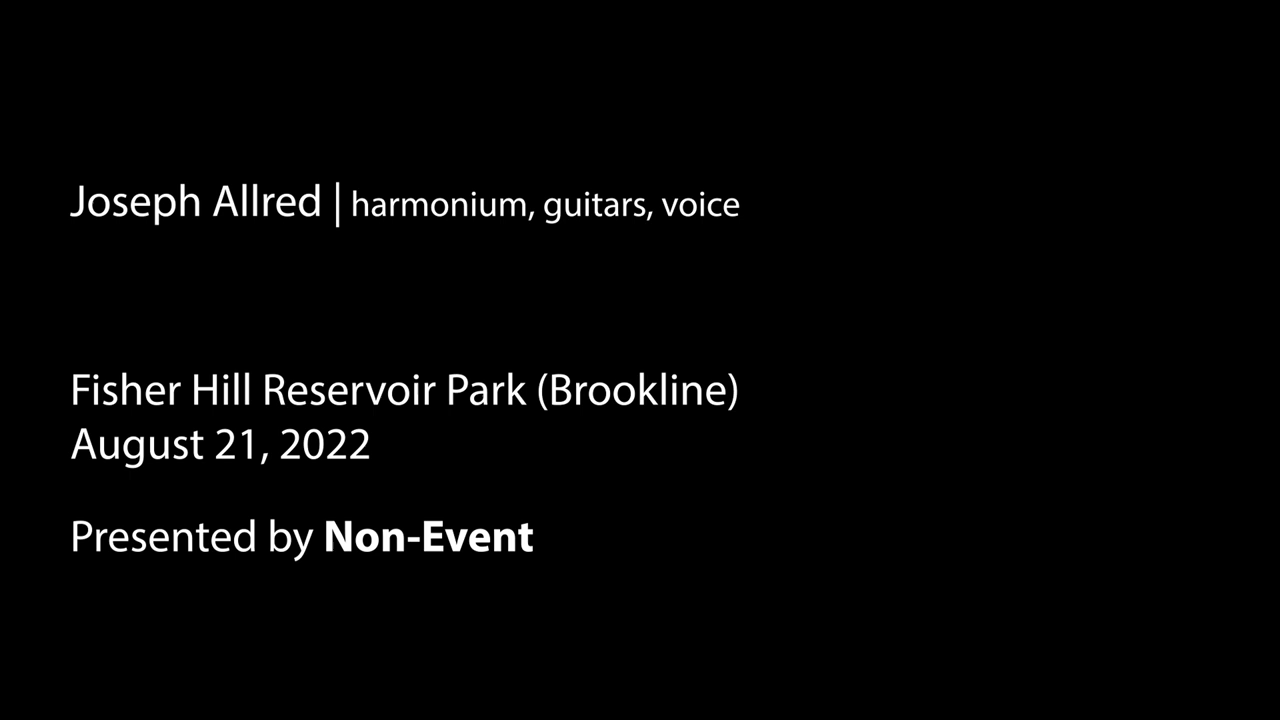 Joseph Allred | harmonium, guitars, voice
Fisher Hill Reservoir Park (Brookline)
August 21, 2022
Presented by Non-Event